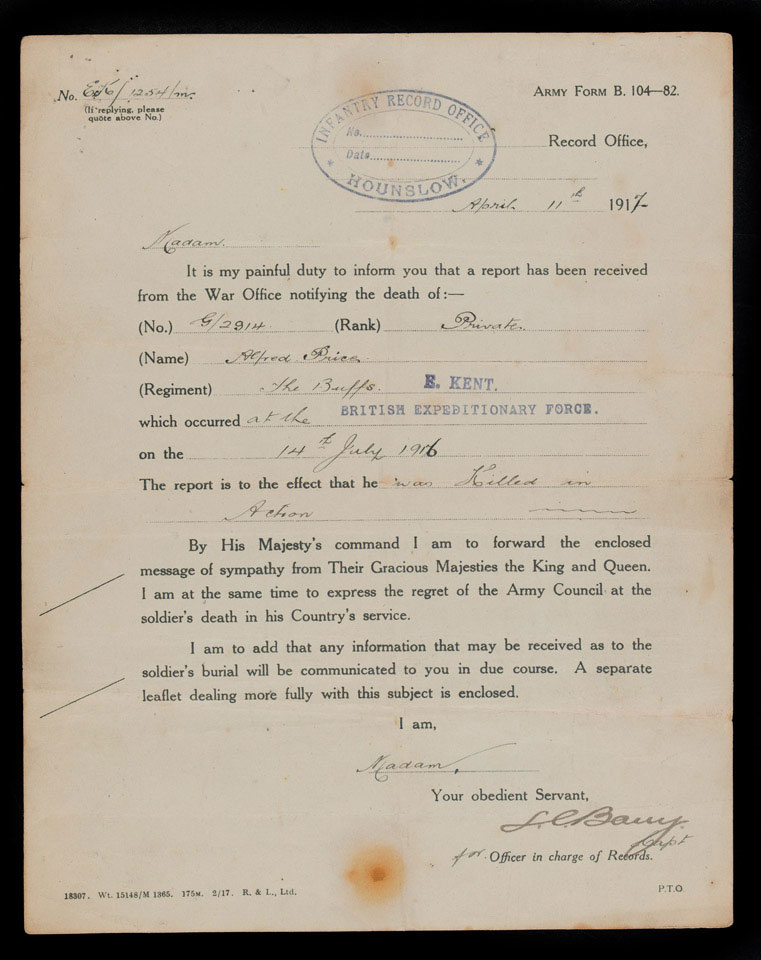 No. EK/1254/m.
(If replying, please
quote above No.)
ARMY FORM B. 104—82.
INFANTRY RECORD OFFICE
No.
Date
HOUNSLOW.
Record Office,
April 11th 1917
Madam.
It is my painful duty to inform you that a report has been received
from the War Office notifying the death of:—
(No.) G/2914 (Rank) Private.
(Name) Alfred Price.
(Regiment) The Buffs. E. KENT.
which occurred at the BRITISH EXPEDITIONARY FORCE.
on the 14th July 1916
The report is to the effect that he was Killed in
Action
By His Majesty's command I am to forward the enclosed
message of sympathy from Their Gracious Majesties the King and Queen.
I am at the same time to express the regret of the Army Council at the
soldier's death in his Country's service.
I am to add that any information that may be received as to the
soldier's burial will be communicated to you in due course. A separate
leaflet dealing more fully with this subject is enclosed.
I am,
Madam,
Your obedient Servant,
Capt
for Officer in charge of Records.
18307. Wt. 15148/M 1365. 175M. 2/17. R. & L., Ltd.
P.T.O.